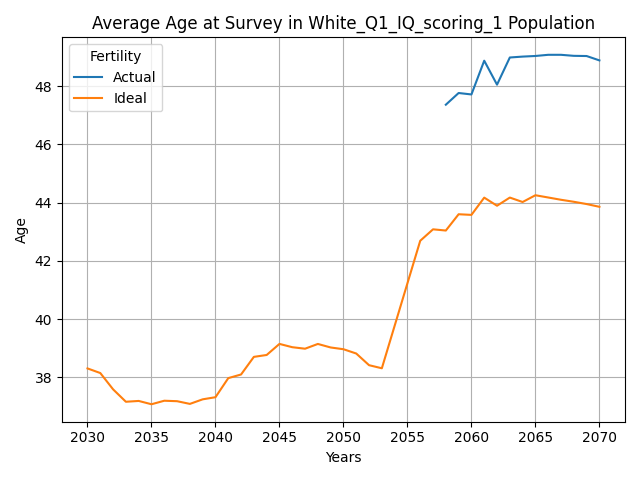 Average Age at Survey in White_Q1_IQ_scoring_1 Population
Fertility
Actual
Ideal
48
46
44
42
40
38
Age
2030 2035 2040 2045 2050 2055 2060 2065 2070
Years